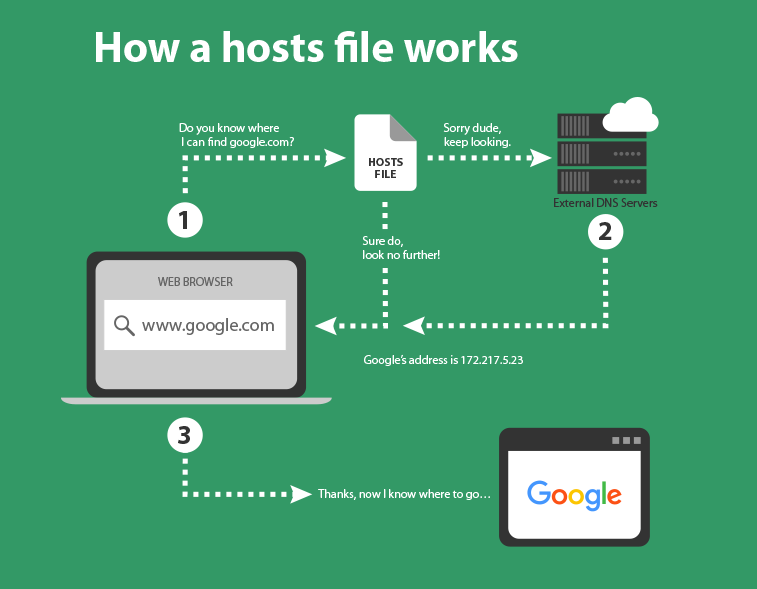 How a hosts file works
Do you know where
I can find google.com?
HOSTS
FILE
Sorry dude,
keep looking.
External DNS Servers
1
2
Sure do,
look no further!
WEB BROWSER
www.google.com
Google's address is 172.217.5.23
3
Thanks, now I know where to go...
Google